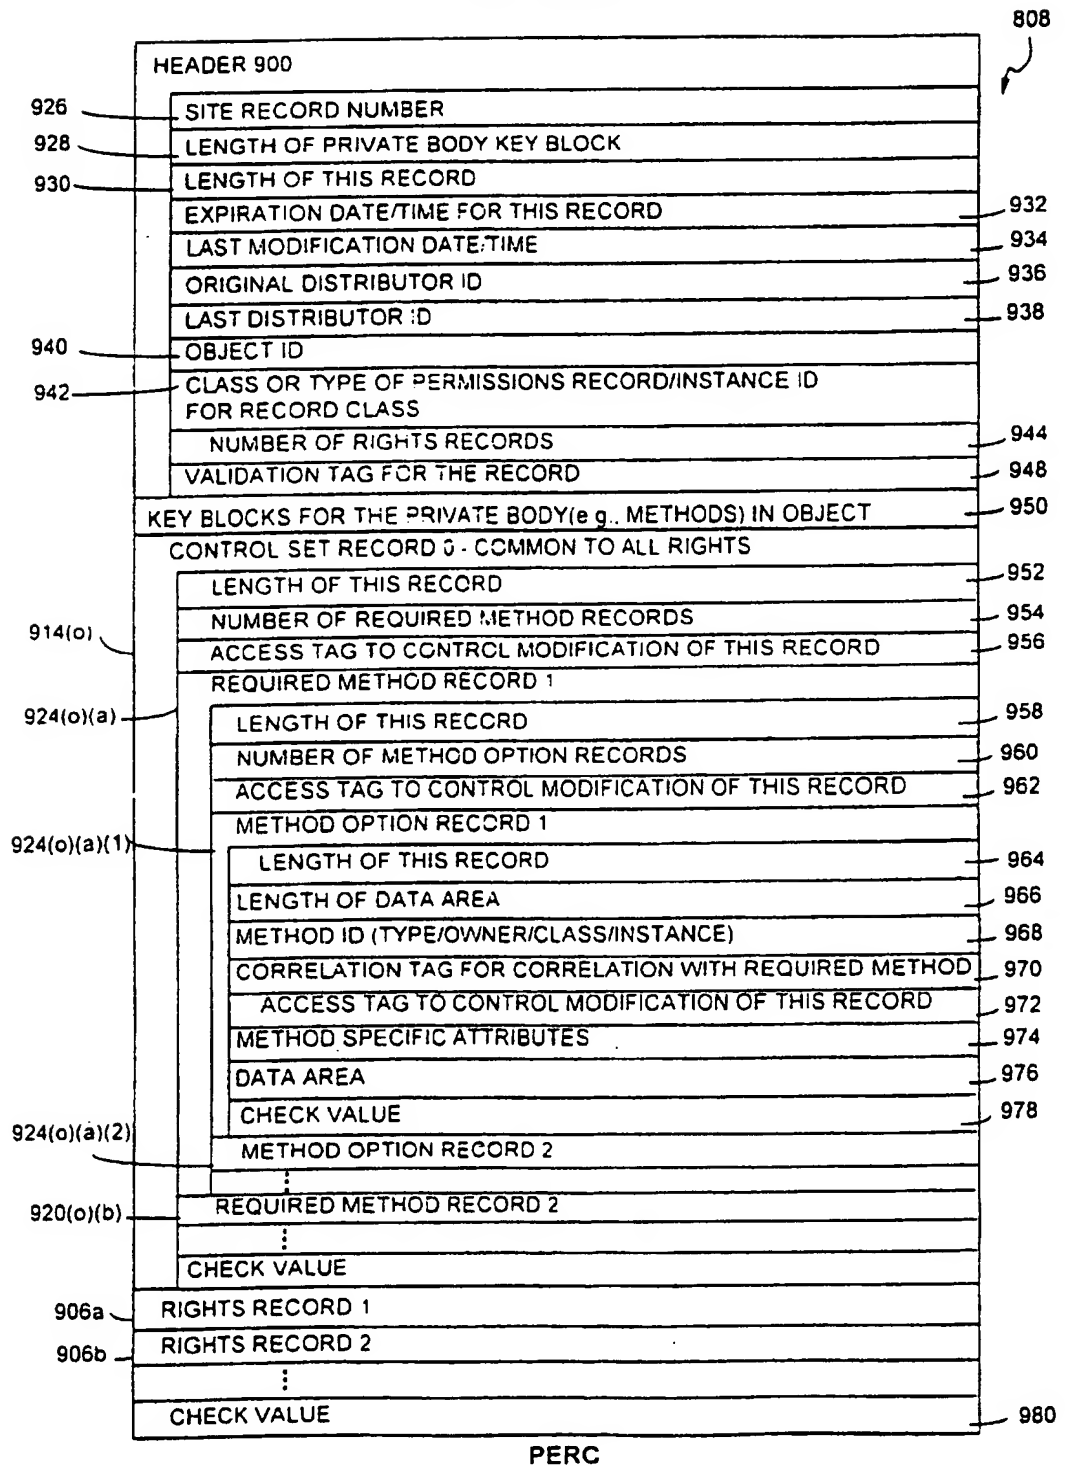 808
HEADER 900
926 SITE RECORD NUMBER
928 LENGTH OF PRIVATE BODY KEY BLOCK
930 LENGTH OF THIS RECORD
EXPIRATION DATE/TIME FOR THIS RECORD 932
LAST MODIFICATION DATE/TIME 934
ORIGINAL DISTRIBUTOR ID 936
LAST DISTRIBUTOR ID 938
940 OBJECT ID
942 CLASS OR TYPE OF PERMISSIONS RECORD/INSTANCE ID
FOR RECORD CLASS
NUMBER OF RIGHTS RECORDS 944
VALIDATION TAG FOR THE RECORD 948
KEY BLOCKS FOR THE PRIVATE BODY(e g., METHODS) IN OBJECT 950
CONTROL SET RECORD 0 - COMMON TO ALL RIGHTS
LENGTH OF THIS RECORD 952
NUMBER OF REQUIRED METHOD RECORDS 954
914(o) ACCESS TAG TO CONTROL MODIFICATION OF THIS RECORD 956
REQUIRED METHOD RECORD 1
924(o)(a) LENGTH OF THIS RECORD 958
NUMBER OF METHOD OPTION RECORDS 960
ACCESS TAG TO CONTROL MODIFICATION OF THIS RECORD 962
METHOD OPTION RECORD 1
924(o)(a)(1) LENGTH OF THIS RECORD 964
LENGTH OF DATA AREA 966
METHOD ID (TYPE/OWNER/CLASS/INSTANCE) 968
CORRELATION TAG FOR CORRELATION WITH REQUIRED METHOD 970
ACCESS TAG TO CONTROL MODIFICATION OF THIS RECORD 972
METHOD SPECIFIC ATTRIBUTES 974
DATA AREA 976
CHECK VALUE 978
924(o)(a)(2) METHOD OPTION RECORD 2
920(o)(b) REQUIRED METHOD RECORD 2
CHECK VALUE
906a RIGHTS RECORD 1
906b RIGHTS RECORD 2
CHECK VALUE 980
PERC